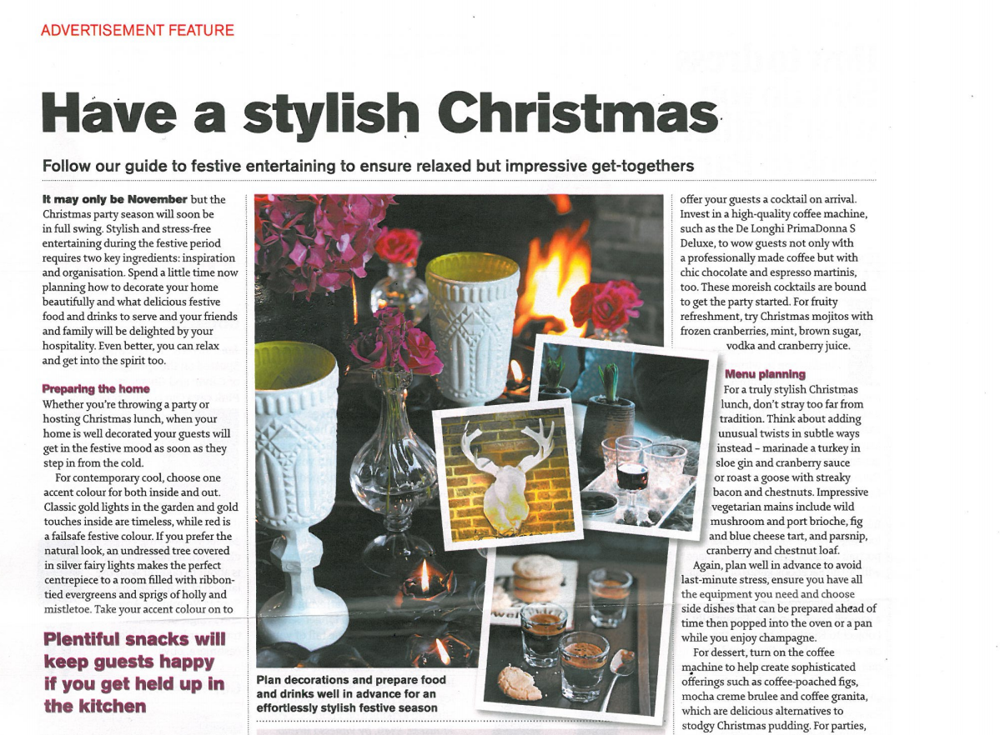 ADVERTISEMENT FEATURE
Have a stylish Christmas
Follow our guide to festive entertaining to ensure relaxed but impressive get-togethers
It may only be November but the
Christmas party season will soon be
in full swing. Stylish and stress-free
entertaining during the festive period
requires two key ingredients: inspiration
and organisation. Spend a little time now
planning how to decorate your home
beautifully and what delicious festive
food and drinks to serve and your friends
and family will be delighted by your
hospitality. Even better, you can relax
and get into the spirit too.
Preparing the home
Whether you're throwing a party or
hosting Christmas lunch, when your
home is well decorated your guests will
get in the festive mood as soon as they
step in from the cold.
For contemporary cool, choose one
accent colour for both inside and out.
Classic gold lights in the garden and gold
touches inside are timeless, while red is
a failsafe festive colour. If you prefer the
natural look, an undressed tree covered
in silver fairy lights makes the perfect
centrepiece to a room filled with ribbon-
tied evergreens and sprigs of holly and
mistletoe. Take your accent colour on to
Plentiful snacks will
keep guests happy
if you get held up in
the kitchen
Plan decorations and prepare food
and drinks well in advance for an
effortlessly stylish festive season
offer your guests a cocktail on arrival.
Invest in a high-quality coffee machine,
such as the De Longhi PrimaDonna S
Deluxe, to wow guests not only with
a professionally made coffee but with
chic chocolate and espresso martinis,
too. These moreish cocktails are bound
to get the party started. For fruity
refreshment, try Christmas mojitos with
frozen cranberries, mint, brown sugar,
vodka and cranberry juice.
Menu planning
For a truly stylish Christmas
lunch, don't stray too far from
tradition. Think about adding
unusual twists in subtle ways
instead – marinade a turkey in
sloe gin and cranberry sauce
or roast a goose with streaky
bacon and chestnuts. Impressive
vegetarian mains include wild
mushroom and port brioche, fig
and blue cheese tart, and parsnip,
cranberry and chestnut loaf.
Again, plan well in advance to avoid
last-minute stress, ensure you have all
the equipment you need and choose
side dishes that can be prepared ahead of
time then popped into the oven or a pan
while you enjoy champagne.
For dessert, turn on the coffee
machine to help create sophisticated
offerings such as coffee-poached figs,
mocha creme brulee and coffee granita,
which are delicious alternatives to
stodgy Christmas pudding. For parties,